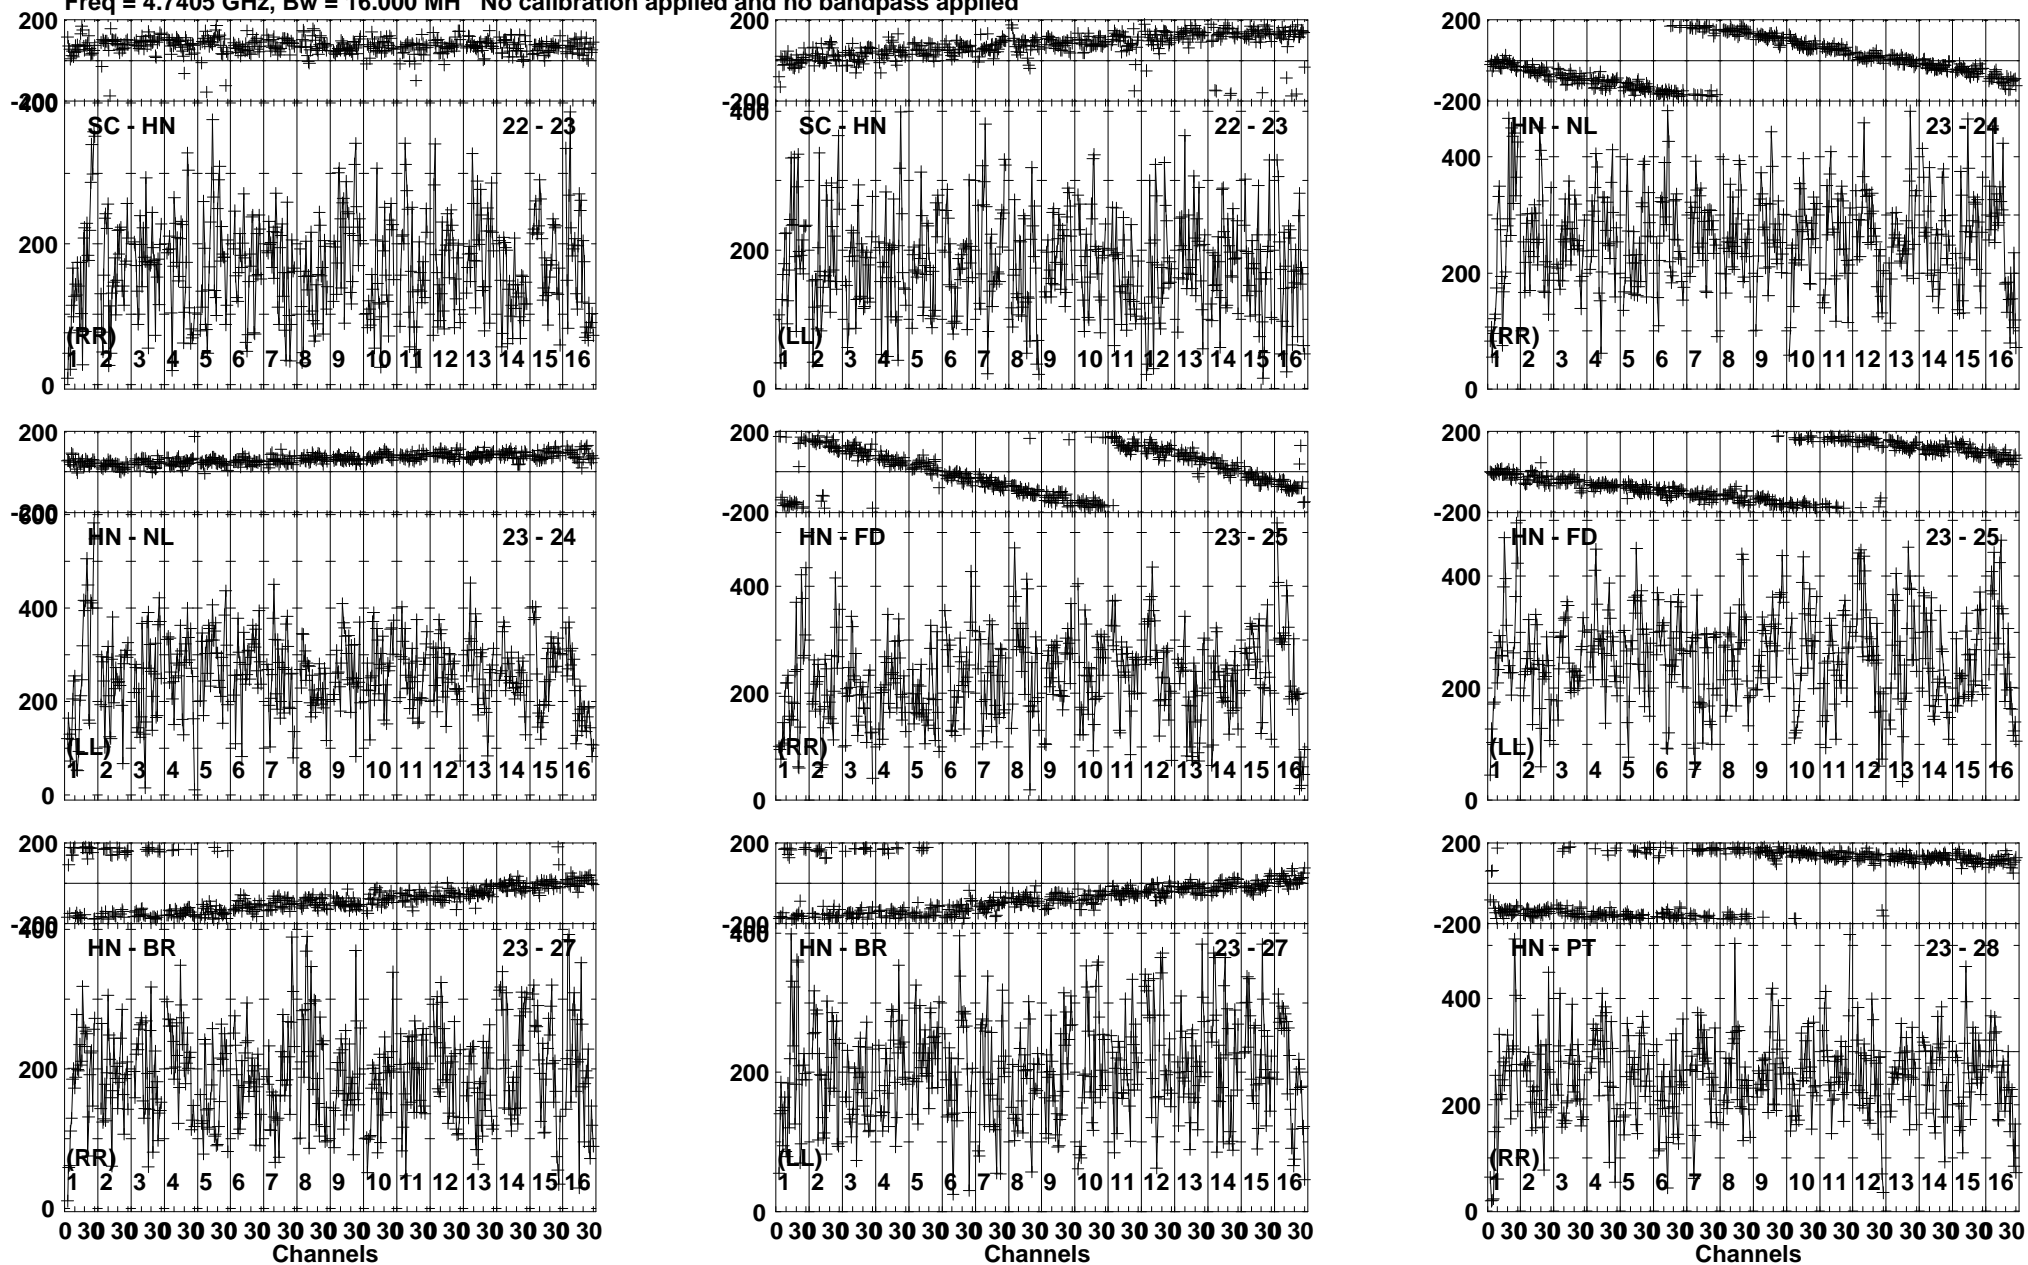 Freq = 4.7405 GHz, Bw = 16.000 MH No calibration applied and no bandpass applied
200 200 200
-200 -200 -200
400 400
SC - HN 22 - 23 SC - HN 22 - 23 HN - NL 23 - 24
400
200 200 200
(RR) (LL) (RR)
1 2 3 4 5 6 7 8 9 10 11 12 13 14 15 16 1 2 3 4 5 6 7 8 9 10 11 12 13 14 15 16 1 2 3 4 5 6 7 8 9 10 11 12 13 14 15 16
0 0 0
200 200 200
-200 -200 -200
600
HN - NL 23 - 24 HN - FD 23 - 25 HN - FD 23 - 25
400 400 400
200 200 200
(LL) (RR) (LL)
1 2 3 4 5 6 7 8 9 10 11 12 13 14 15 16 1 2 3 4 5 6 7 8 9 10 11 12 13 14 15 16 1 2 3 4 5 6 7 8 9 10 11 12 13 14 15 16
0 0 0
200 200 200
-200 -200 -200
400 400
HN - BR 23 - 27 HN - BR 23 - 27 HN - PT 23 - 28
400
200 200 200
(RR) (LL) (RR)
1 2 3 4 5 6 7 8 9 10 11 12 13 14 15 16 1 2 3 4 5 6 7 8 9 10 11 12 13 14 15 16 1 2 3 4 5 6 7 8 9 10 11 12 13 14 15 16
0 0 0
0 30 30 30 30 30 30 30 30 30 30 30 30 30 30 30 30 0 30 30 30 30 30 30 30 30 30 30 30 30 30 30 30 30 0 30 30 30 30 30 30 30 30 30 30 30 30 30 30 30 30
Channels Channels Channels